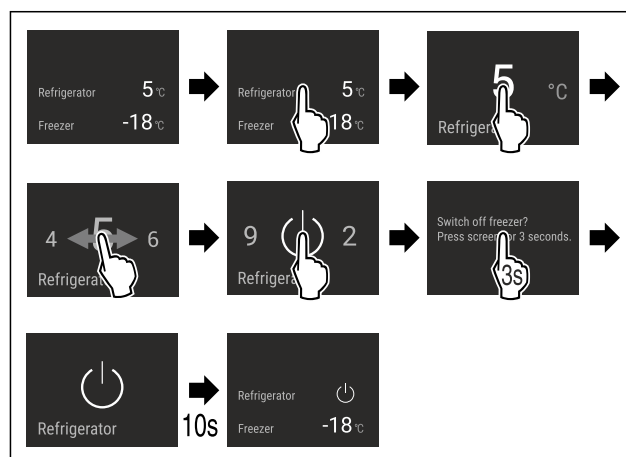 Refrigerator 5 °C
Freezer -18 °C
Refrigerator 5 °C
Freezer 18 °C
5 °C
Refriger
4 5 6
Refrigerat
9 2
Refriger
Switch off freezer?
Press screen for 3 seconds.
3s
Refrigerator
10s
Refrigerator
Freezer -18 °C